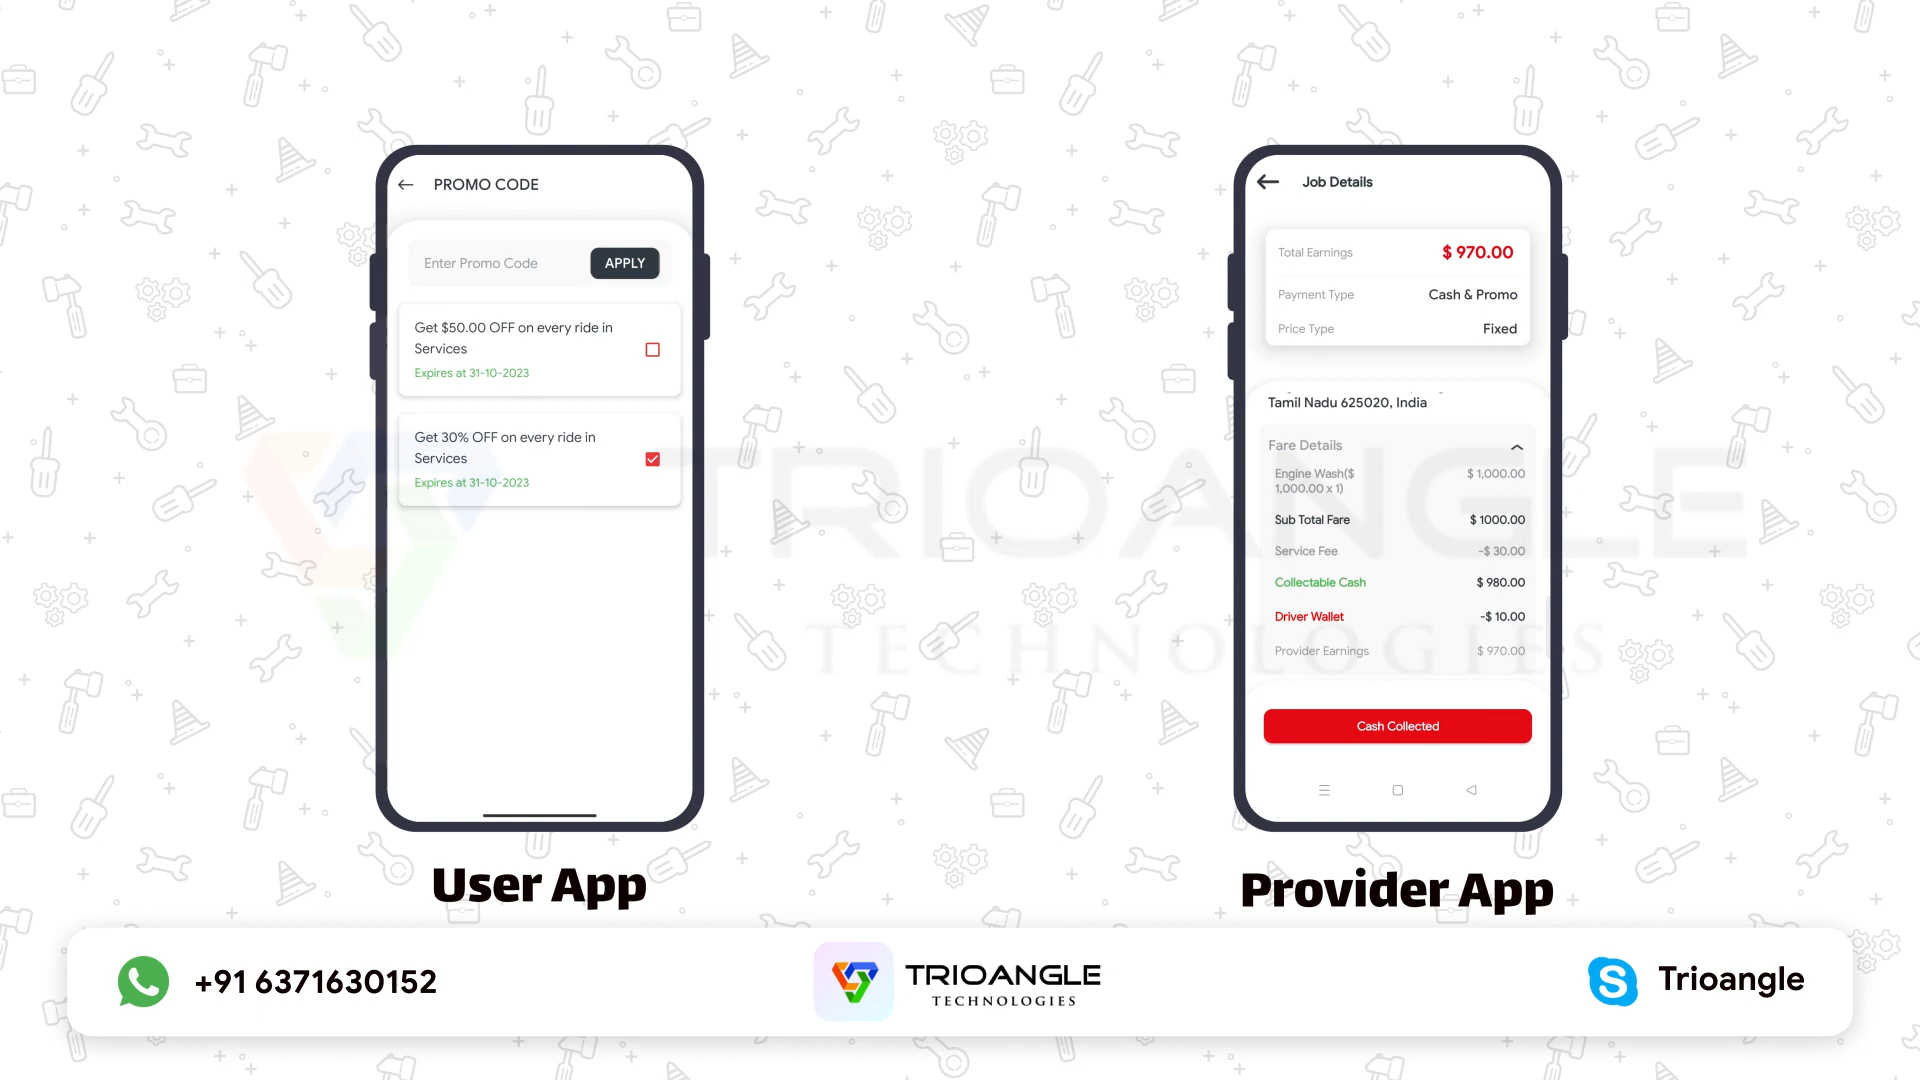 PROMO CODE
Enter Promo Code
APPLY
Get $50.00 OFF on every ride in
Services
Expires at 31-10-2023
Get 30% OFF on every ride in
Services
Expires at 31-10-2023
User App
Job Details
Total Earnings $ 970.00
Payment Type Cash & Promo
Price Type Fixed
Tamil Nadu 625020, India
Fare Details
Engine Wash($ $ 1,000.00
1,000.00 x 1)
Sub Total Fare $ 1000.00
Service Fee -$ 30.00
Collectable Cash $ 980.00
Driver Wallet -$ 10.00
Provider Earnings $ 970.00
Cash Collected
Provider App
TRIOANGLE
TECHNOLOGIES
+91 6371630152
TRIOANGLE
TECHNOLOGIES
Trioangle